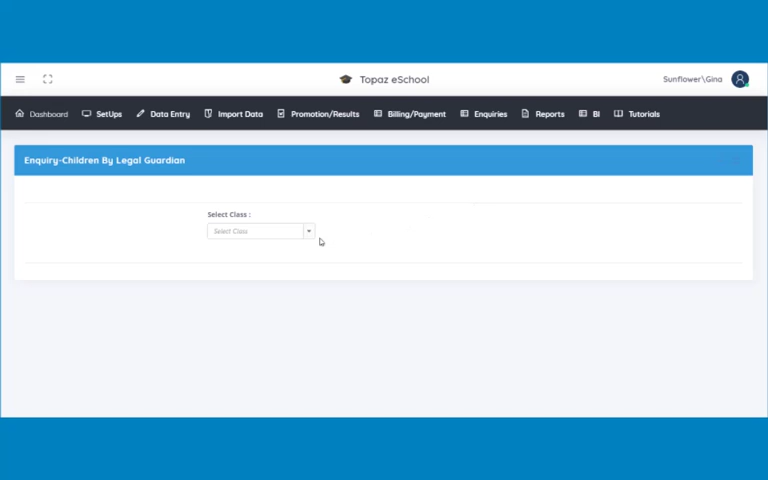 Topaz eSchool
Sunflower\Gina
Dashboard SetUps Data Entry Import Data Promotion/Results Billing/Payment Enquiries Reports BI Tutorials
Enquiry-Children By Legal Guardian
Select Class :
Select Class